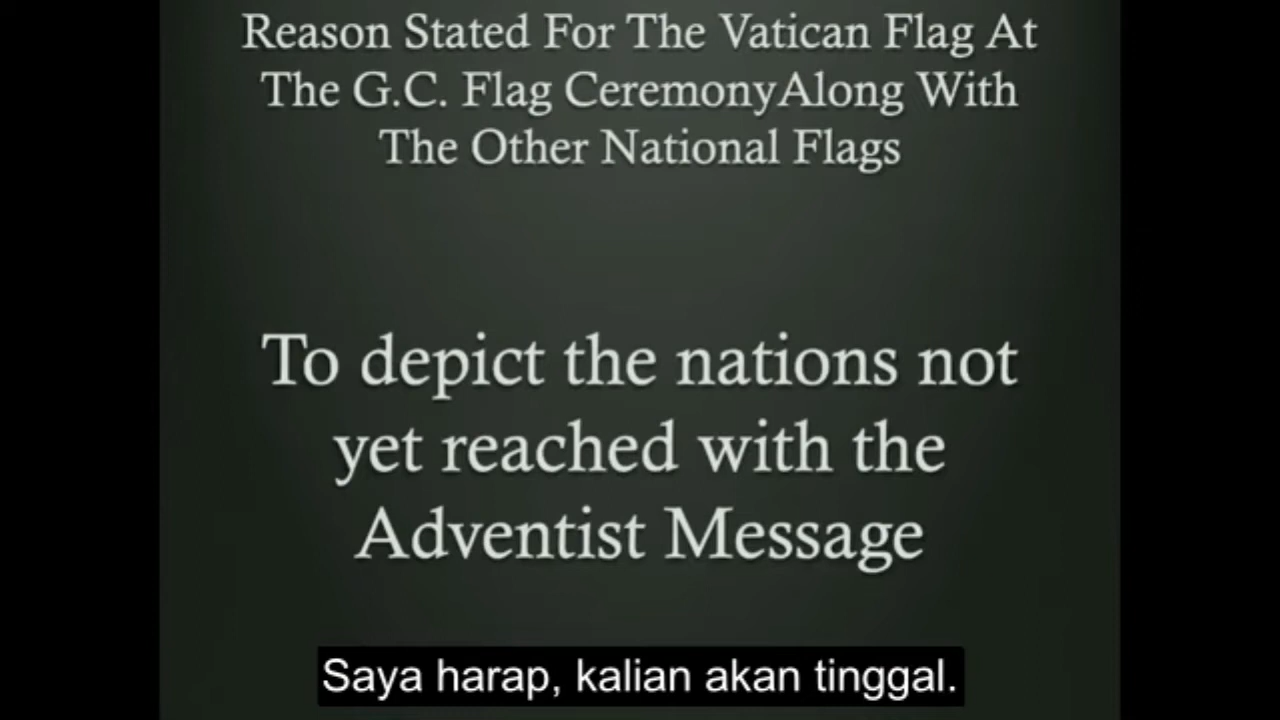 Reason Stated For The Vatican Flag At
The G.C. Flag CeremonyAlong With
The Other National Flags
To depict the nations not
yet reached with the
Adventist Message
Saya harap, kalian akan tinggal.